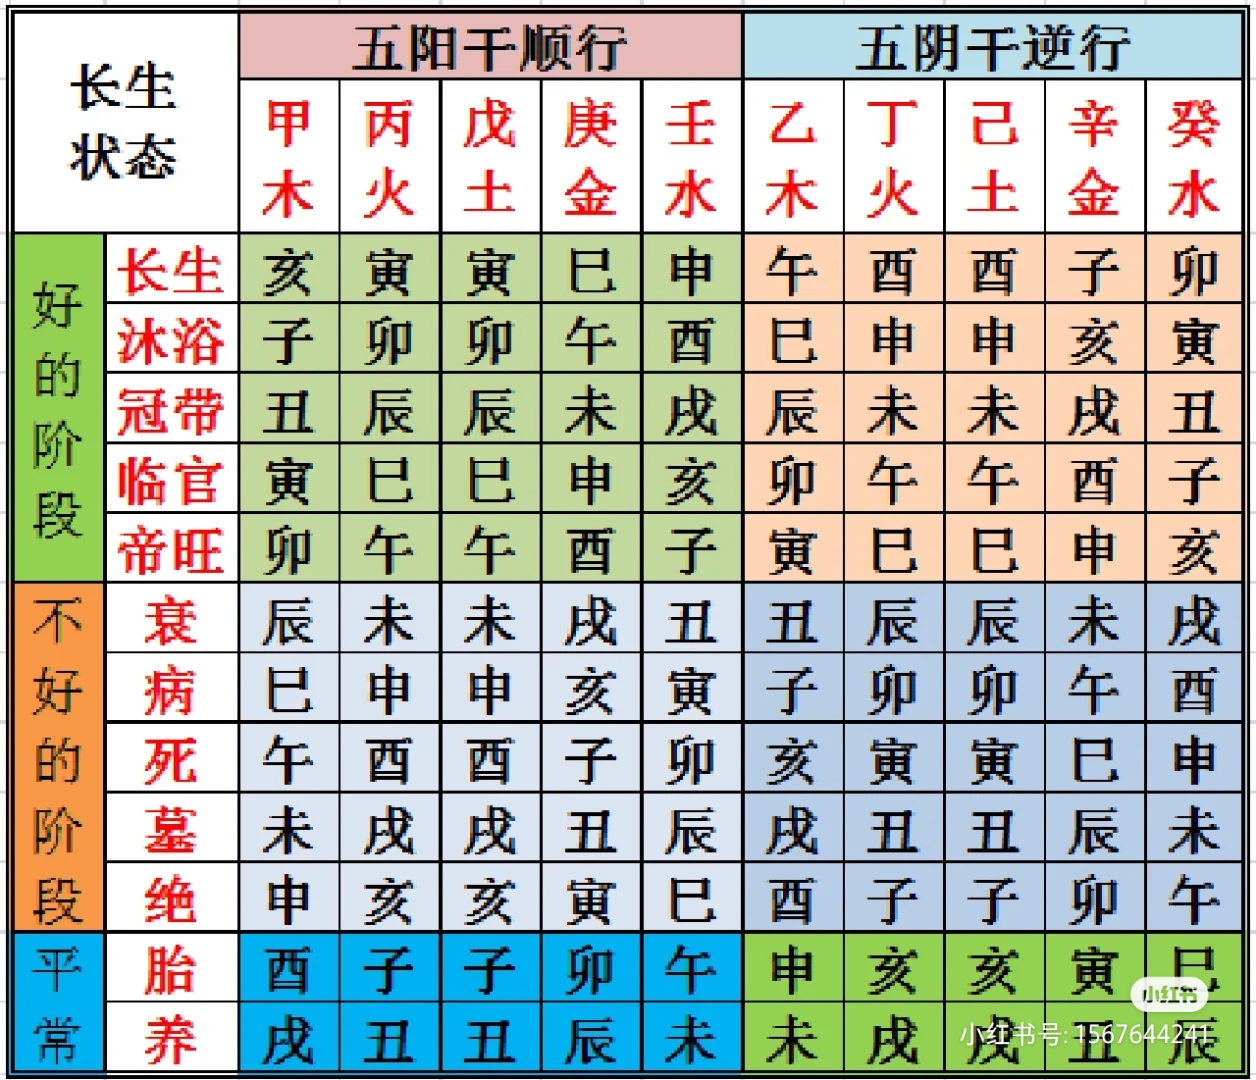 长生状态 五阳干顺行 五阴干逆行
甲木 丙火 戊土 庚金 壬水 乙木 丁火 己土 辛金 癸水
好的阶段
长生 亥 寅 寅 巳 申 午 酉 酉 子 卯
沐浴 子 卯 卯 午 酉 巳 申 申 亥 寅
冠带 丑 辰 辰 未 戌 辰 未 未 戌 丑
临官 寅 巳 巳 申 亥 卯 午 午 酉 子
帝旺 卯 午 午 酉 子 寅 巳 巳 申 亥
不好的阶段
衰 辰 未 未 戌 丑 丑 辰 辰 未 戌
病 巳 申 申 亥 寅 子 卯 卯 午 酉
死 午 酉 酉 子 卯 亥 寅 寅 巳 申
墓 未 戌 戌 丑 辰 戌 丑 丑 辰 未
绝 申 亥 亥 寅 巳 酉 子 子 卯 午
平常
胎 酉 子 子 卯 午 申 亥 亥 寅 巳
养 戌 丑 丑 辰 未 未 戌 戌 丑 辰
小红书
小红书号: 1567644241